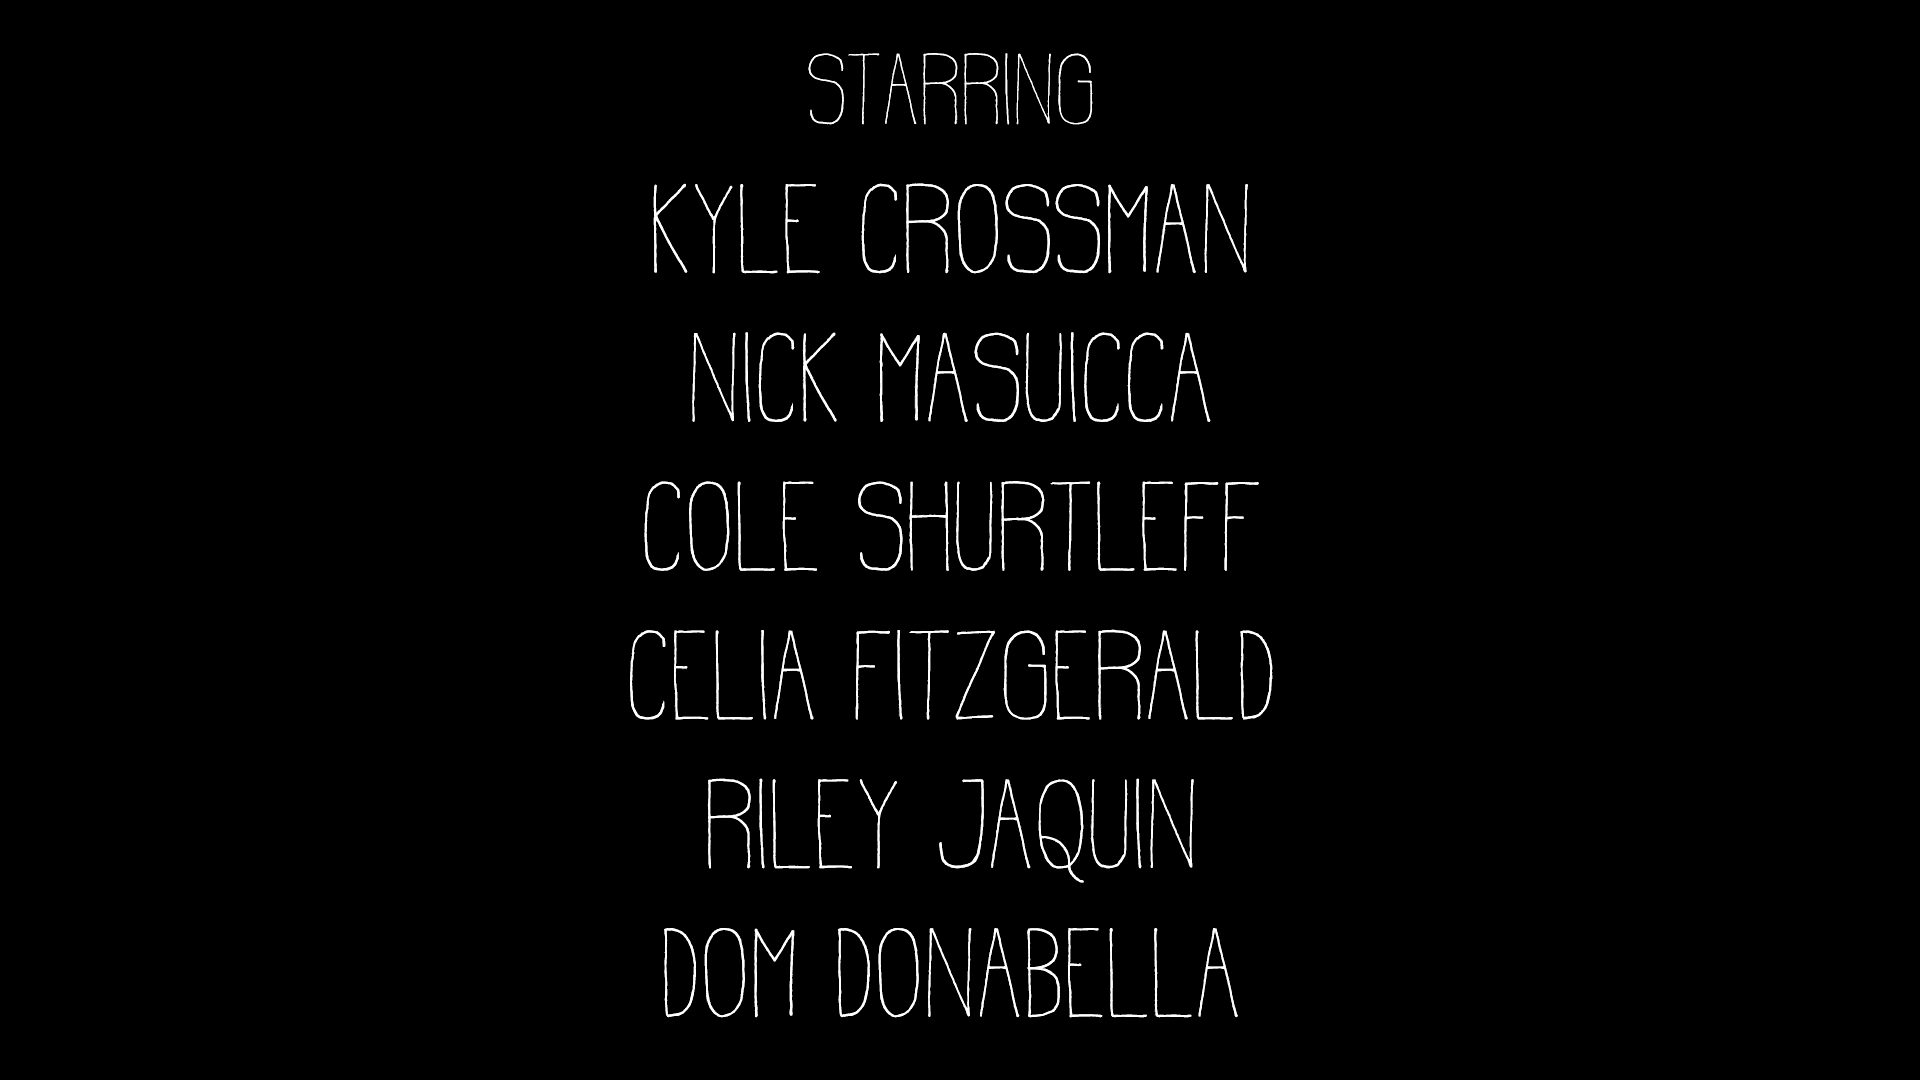 STARRING
KYLE CROSSMAN
NICK MASUICCA
COLE SHURTLEFF
CELIA FITZGERALD
RILEY JAQUIN
DOM DONABELLA